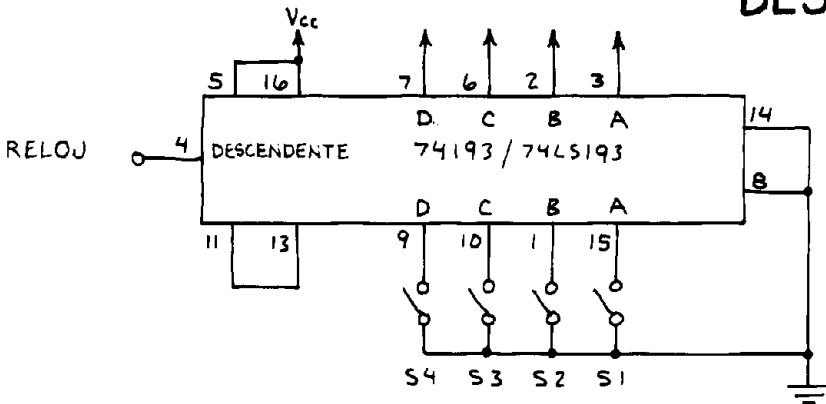 DES
Vcc
5 16 7 6 2 3
D C B A 14
RELOJ 4 DESCENDENTE 74193/74LS193
8
D C B A
11 13 9 10 1 15
S4 S3 S2 S1